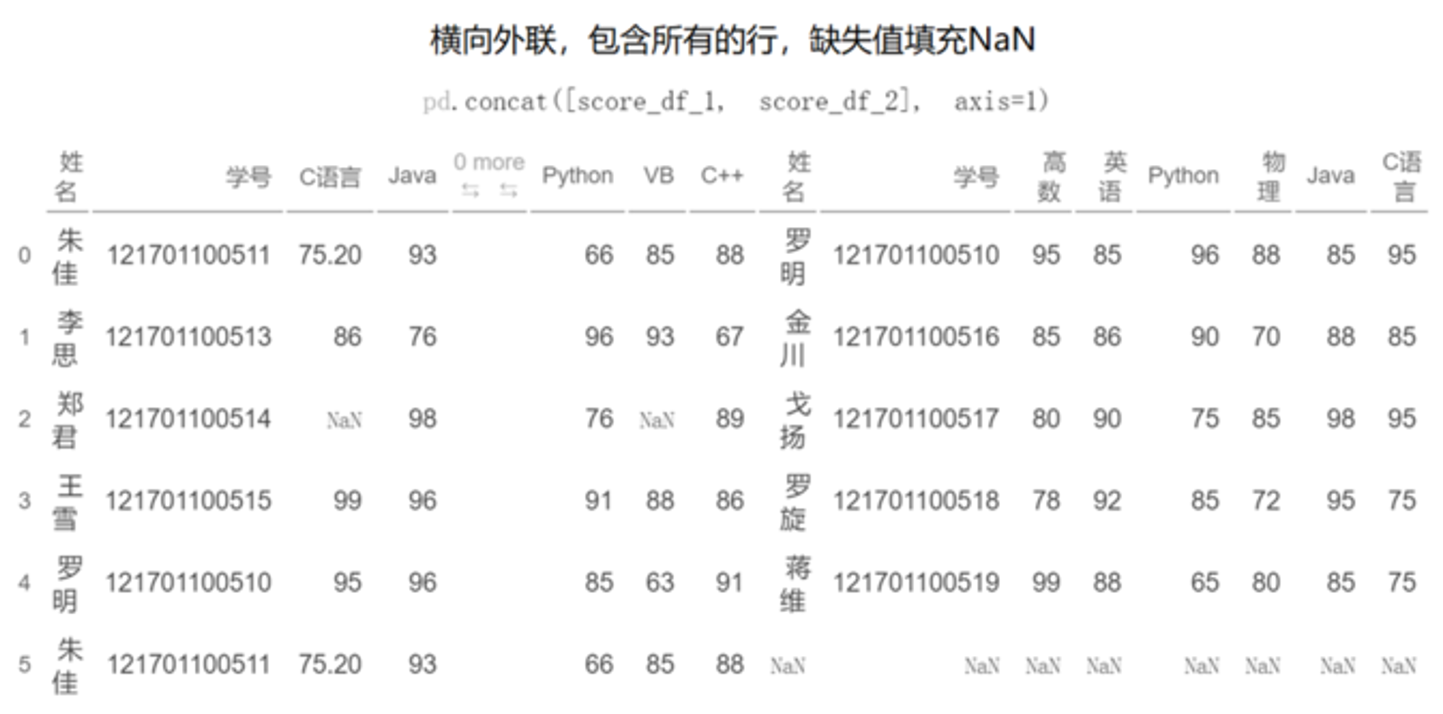 横向外联，包含所有的行，缺失值填充NaN
pd.concat([score_df_1, score_df_2], axis=1)
姓名 学号 C语言 Java 0 more ⇆ ⇆ Python VB C++ 姓名 学号 高数 英语 Python 物理 Java C语言
0 朱佳 121701100511 75.20 93 66 85 88 罗明 121701100510 95 85 96 88 85 95
1 李思 121701100513 86 76 96 93 67 金川 121701100516 85 86 90 70 88 85
2 郑君 121701100514 NaN 98 76 NaN 89 戈扬 121701100517 80 90 75 85 98 95
3 王雪 121701100515 99 96 91 88 86 罗旋 121701100518 78 92 85 72 95 75
4 罗明 121701100510 95 96 85 63 91 蒋维 121701100519 99 88 65 80 85 75
5 朱佳 121701100511 75.20 93 66 85 88 NaN NaN NaN NaN NaN NaN NaN NaN